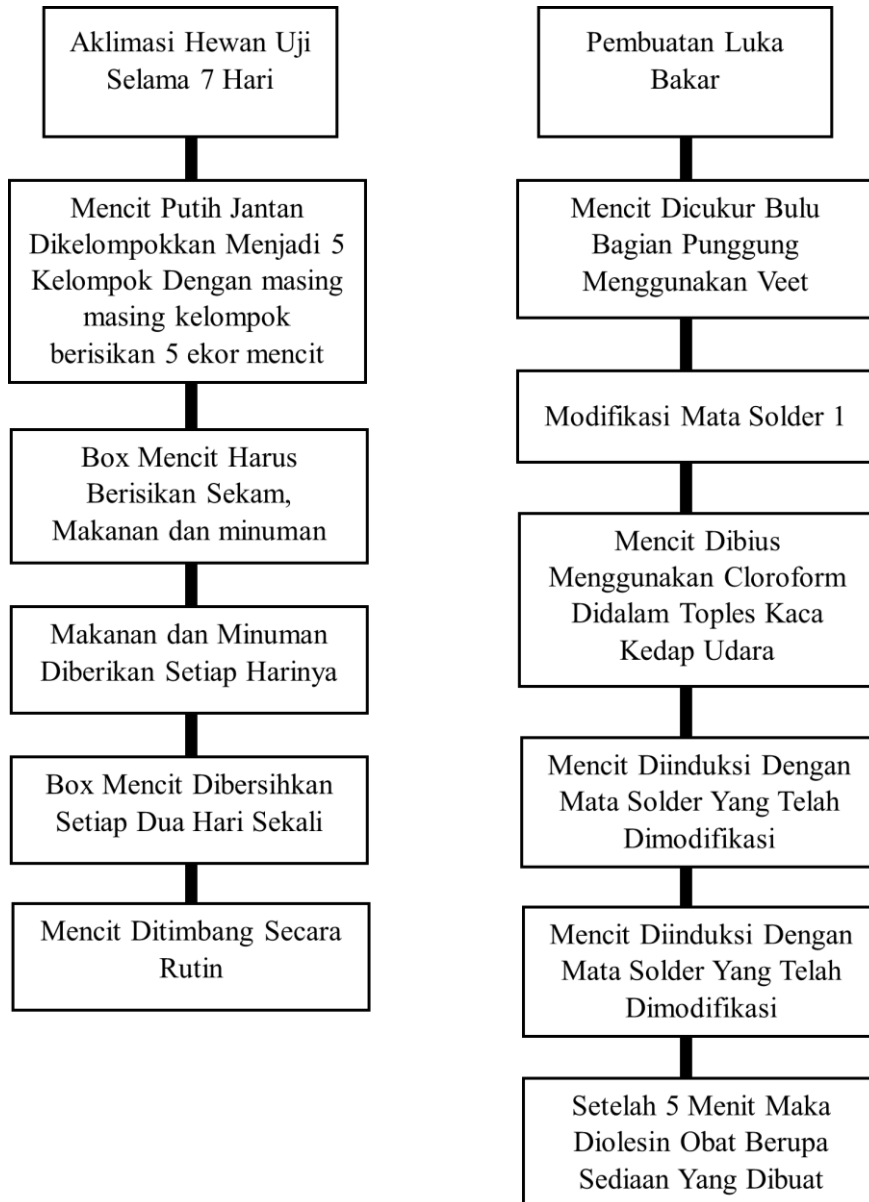 Aklimasi Hewan Uji
Selama 7 Hari
Mencit Putih Jantan
Dikelompokkan Menjadi 5
Kelompok Dengan masing
masing kelompok
berisikan 5 ekor mencit
Box Mencit Harus
Berisikan Sekam,
Makanan dan minuman
Makanan dan Minuman
Diberikan Setiap Harinya
Box Mencit Dibersihkan
Setiap Dua Hari Sekali
Mencit Ditimbang Secara
Rutin
Pembuatan Luka
Bakar
Mencit Dicukur Bulu
Bagian Punggung
Menggunakan Veet
Modifikasi Mata Solder 1
Mencit Dibius
Menggunakan Cloroform
Didalam Toples Kaca
Kedap Udara
Mencit Diinduksi Dengan
Mata Solder Yang Telah
Dimodifikasi
Mencit Diinduksi Dengan
Mata Solder Yang Telah
Dimodifikasi
Setelah 5 Menit Maka
Diolesin Obat Berupa
Sediaan Yang Dibuat